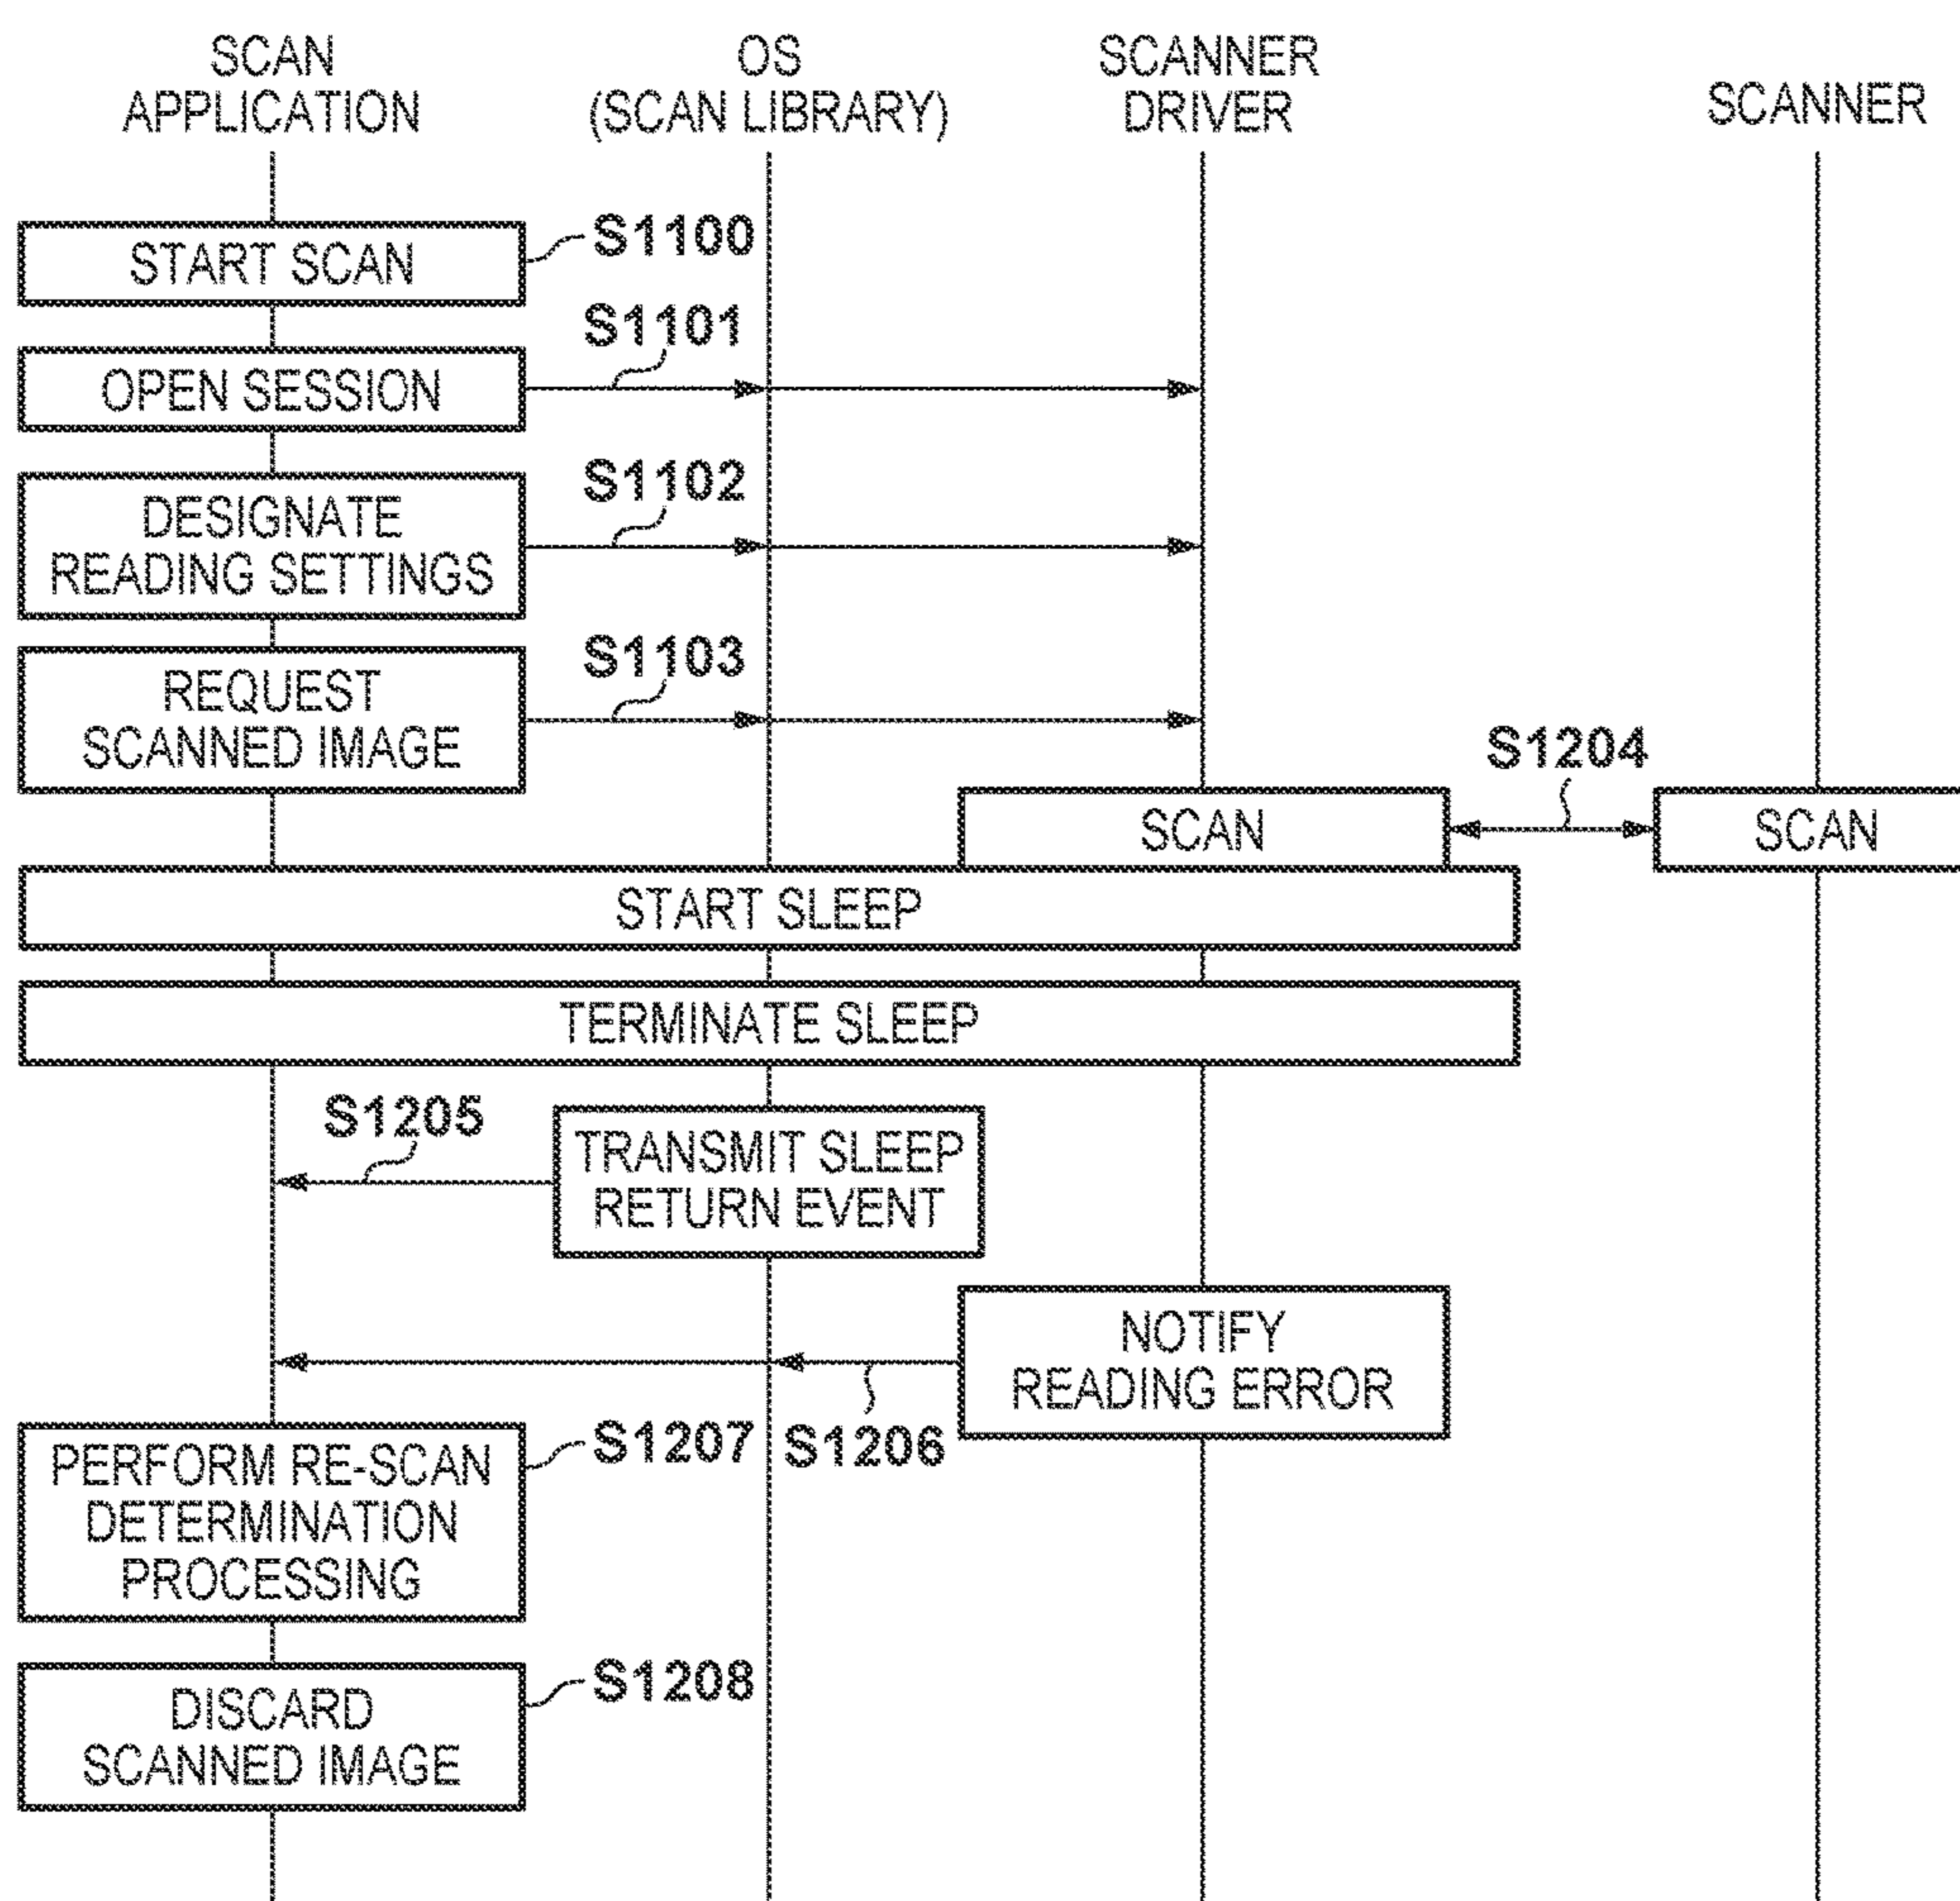 SCAN
APPLICATION
OS
(SCAN LIBRARY)
SCANNER
DRIVER
SCANNER
START SCAN
S1100
OPEN SESSION
S1101
DESIGNATE
READING SETTINGS
S1102
REQUEST
SCANNED IMAGE
S1103
SCAN
S1204
SCAN
START SLEEP
TERMINATE SLEEP
S1205
TRANSMIT SLEEP
RETURN EVENT
NOTIFY
READING ERROR
S1206
PERFORM RE-SCAN
DETERMINATION
PROCESSING
S1207
DISCARD
SCANNED IMAGE
S1208